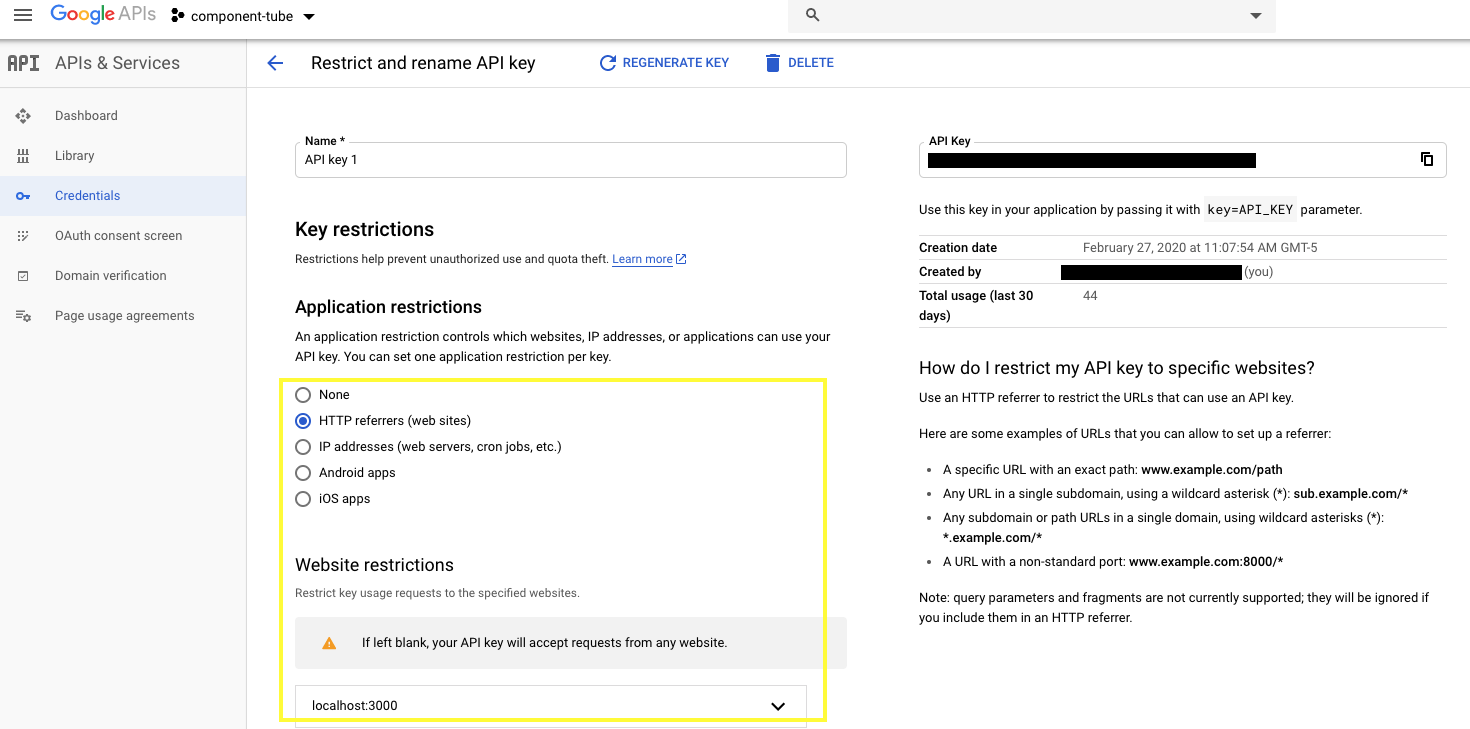 Google APIs
component-tube
API
APIs & Services
Restrict and rename API key
REGENERATE KEY
DELETE
Dashboard
Library
Credentials
OAuth consent screen
Domain verification
Page usage agreements
Name *
API key 1
Key restrictions
Restrictions help prevent unauthorized use and quota theft. Learn more
Application restrictions
An application restriction controls which websites, IP addresses, or applications can use your
API key. You can set one application restriction per key.
None
HTTP referrers (web sites)
IP addresses (web servers, cron jobs, etc.)
Android apps
iOS apps
Website restrictions
Restrict key usage requests to the specified websites.
If left blank, your API key will accept requests from any website.
localhost:3000
API Key
Use this key in your application by passing it with key=API_KEY parameter.
Creation date February 27, 2020 at 11:07:54 AM GMT-5
Created by (you)
Total usage (last 30 44
days)
How do I restrict my API key to specific websites?
Use an HTTP referrer to restrict the URLs that can use an API key.
Here are some examples of URLs that you can allow to set up a referrer:
• A specific URL with an exact path: www.example.com/path
• Any URL in a single subdomain, using a wildcard asterisk (*): sub.example.com/*
• Any subdomain or path URLs in a single domain, using wildcard asterisks (*):
*.example.com/*
• A URL with a non-standard port: www.example.com:8000/*
Note: query parameters and fragments are not currently supported; they will be ignored if
you include them in an HTTP referrer.